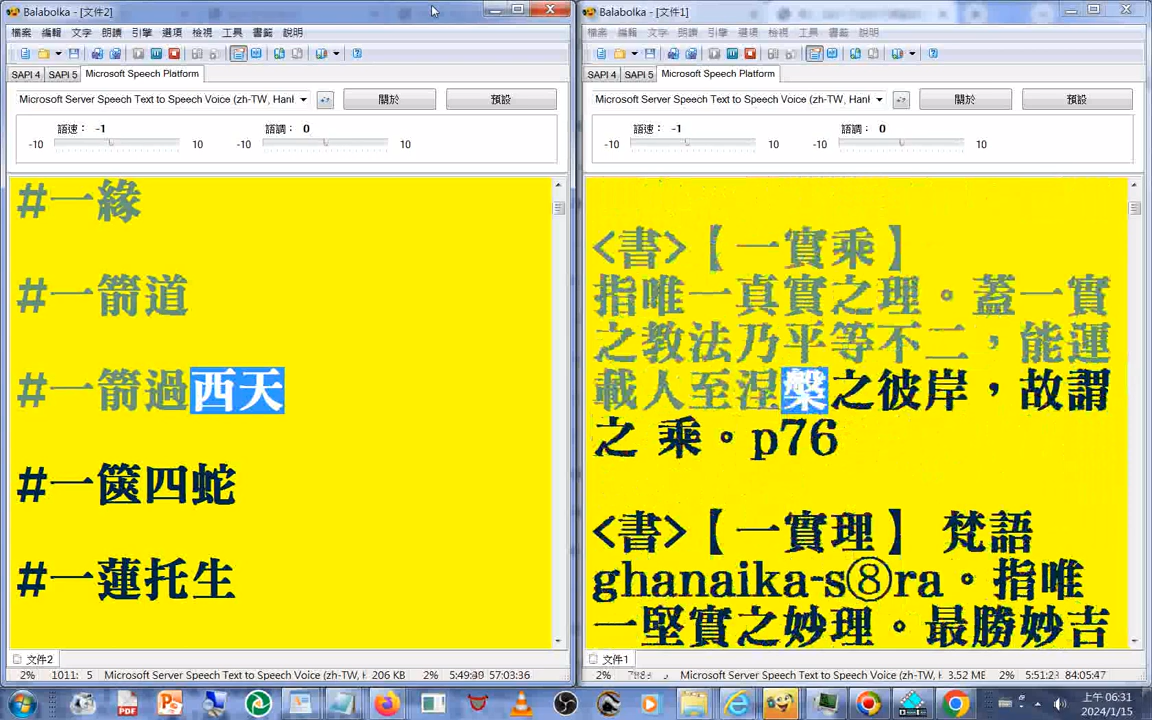 Balabolka - [文件2]
檔案 編輯 文字 朗讀 引擎 選項 檢視 工具 書籤 說明
SAPI 4 SAPI 5 Microsoft Speech Platform
Microsoft Server Speech Text to Speech Voice (zh-TW, Hanl
關於 預設
語速： -1 語調： 0
-10 10 -10 10
#一緣
#一箭道
#一箭過西天
#一篋四蛇
#一蓮托生
文件2
2% 1011: 5 Microsoft Server Speech Text to Speech Voice (zh-TW, H 206 KB 2% 5:49:39 57:03:36
Balabolka - [文件1]
檔案 編輯 文字 朗讀 引擎 選項 檢視 工具 書籤 說明
SAPI 4 SAPI 5 Microsoft Speech Platform
Microsoft Server Speech Text to Speech Voice (zh-TW, Hanl
關於 預設
語速： -1 語調： 0
-10 10 -10 10
<書>【一實乘】
指唯一真實之理。蓋一實
之教法乃平等不二，能運
載人至涅槃之彼岸，故謂
之 乘。p76
<書>【一實理】 梵語
ghanaika-s⑧ra。指唯
一堅實之妙理。最勝妙吉
文件1
2% Microsoft Server Speech Text to Speech Voice (zh-TW, H 3.52 MB 2% 84:05:47
上午 06:31
2024/1/15